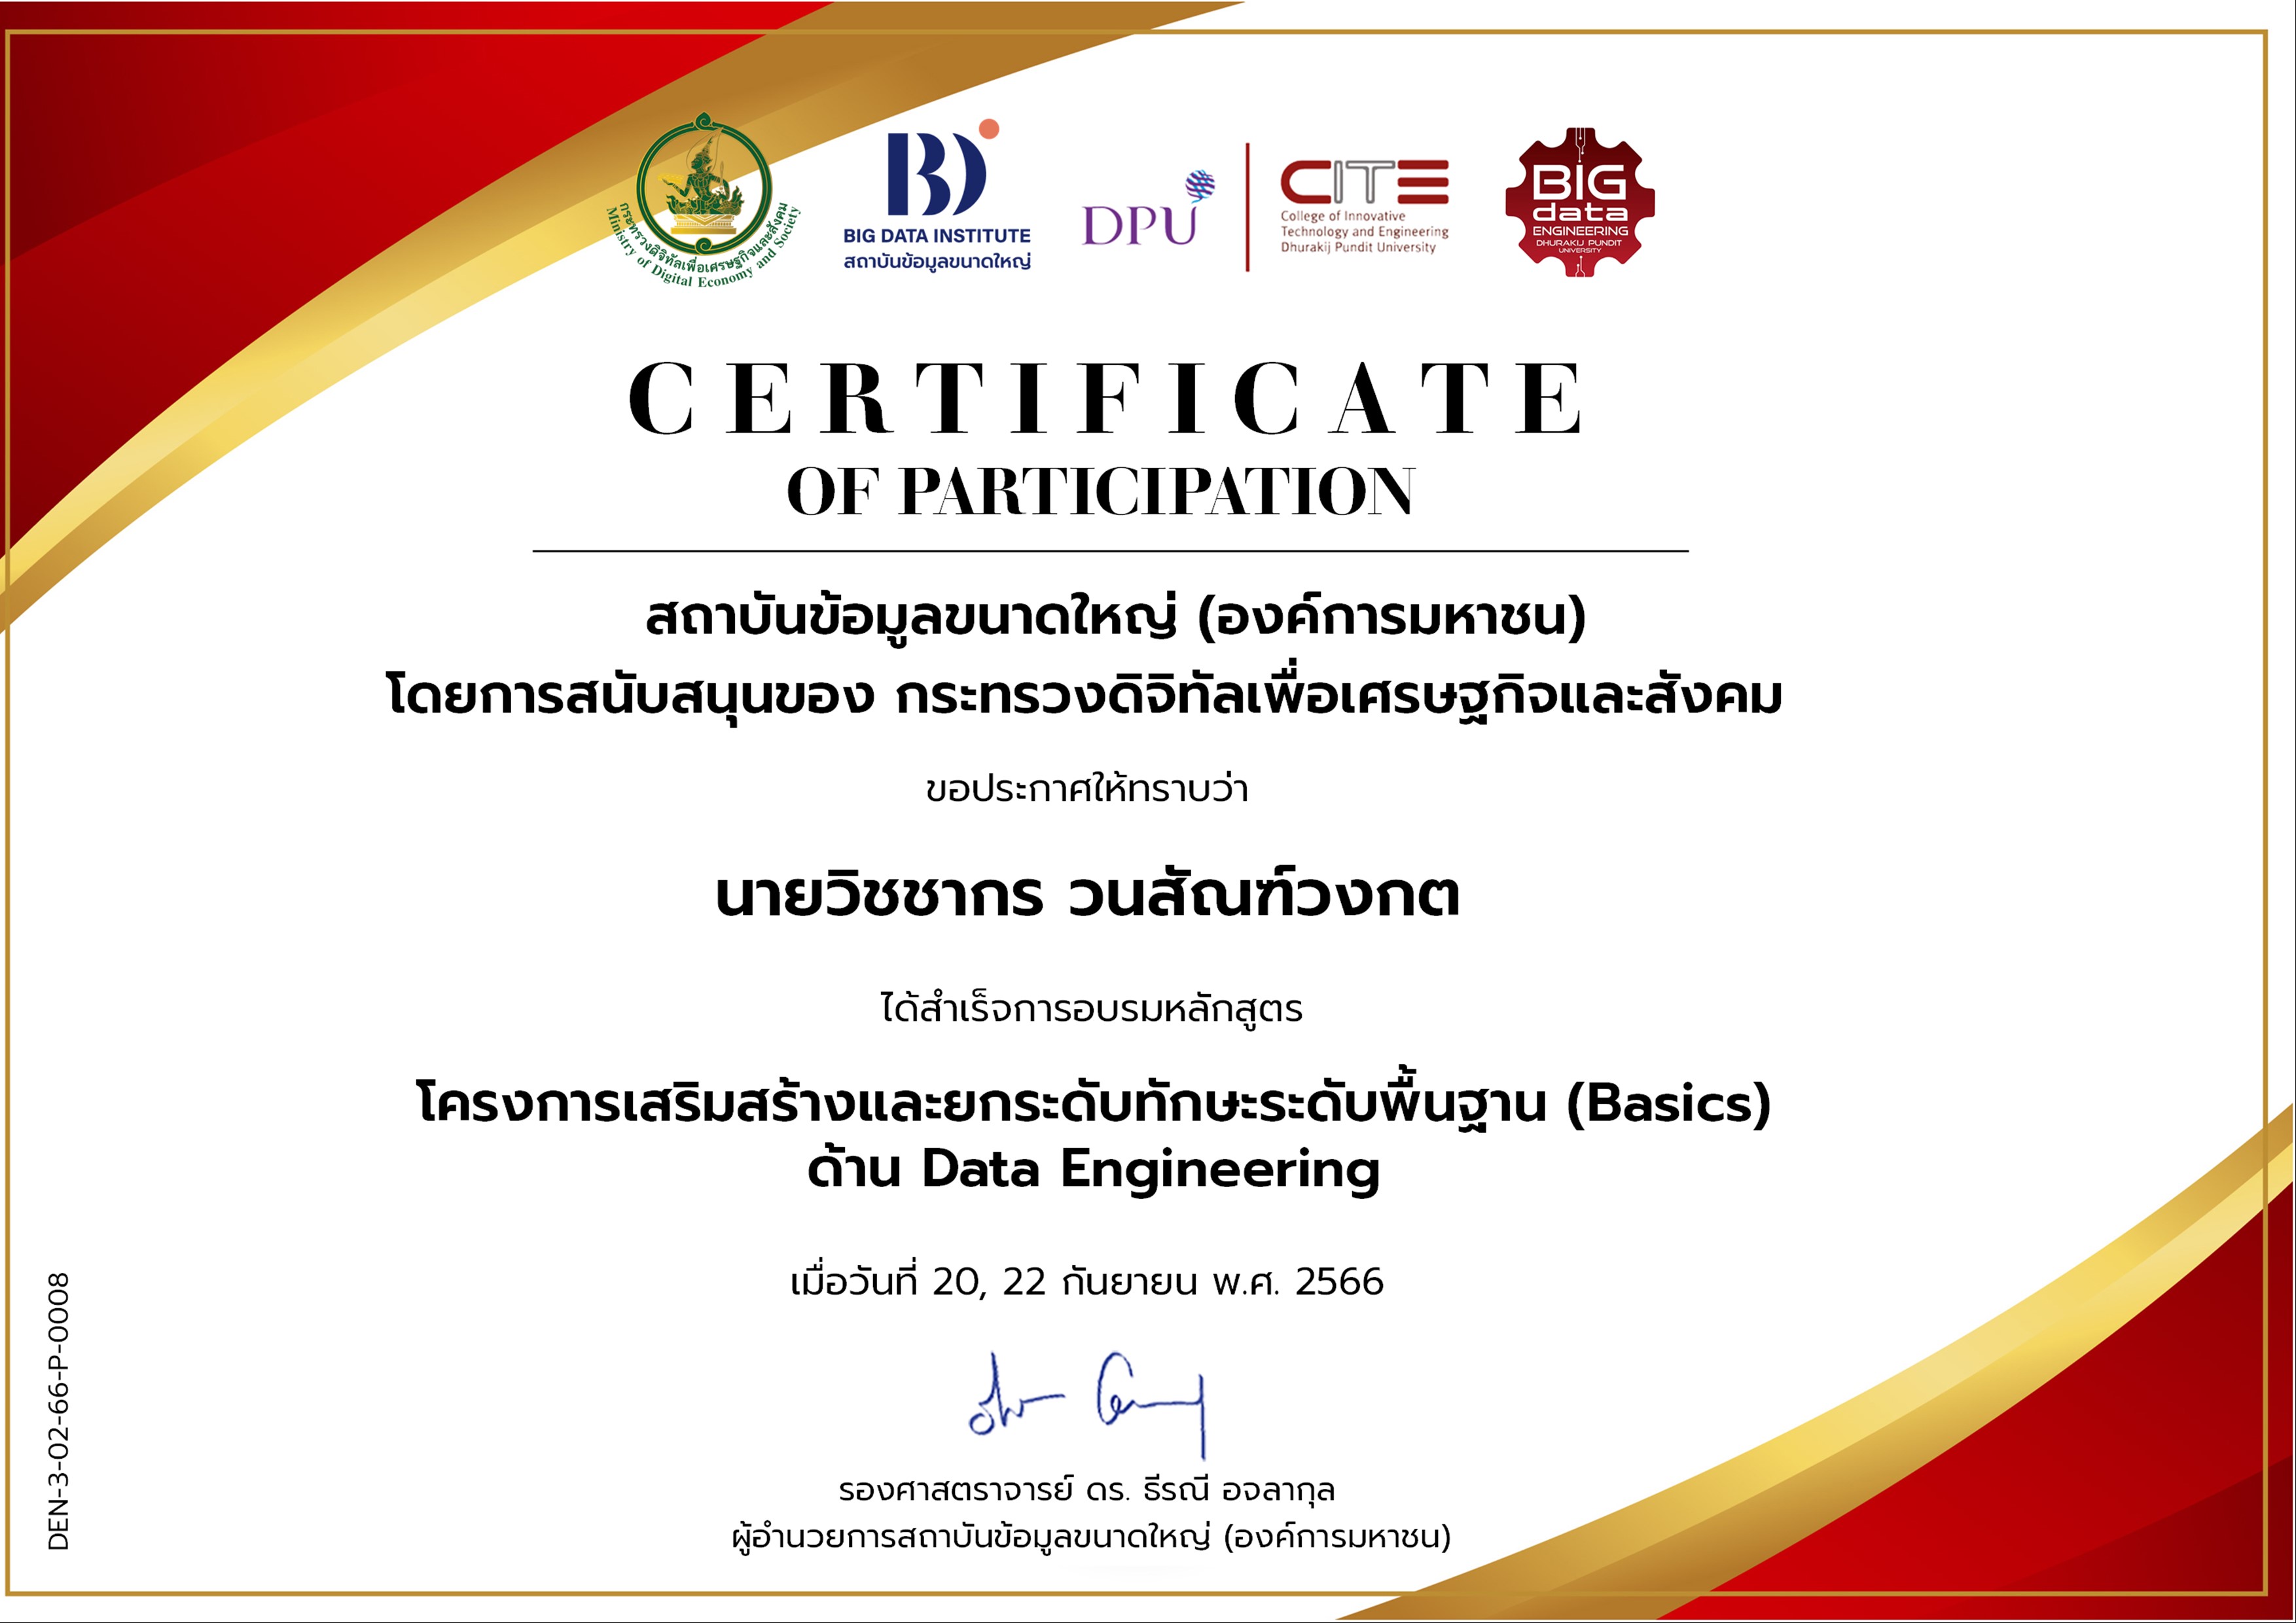 กระทรวงดิจิทัลเพื่อเศรษฐกิจและสังคม
Ministry of Digital Economy and Society
BD
BIG DATA INSTITUTE
สถาบันข้อมูลขนาดใหญ่
DPU
CITE
College of Innovative
Technology and Engineering
Dhurakij Pundit University
BIG
data
ENGINEERING
DHURAKIJ PUNDIT
UNIVERSITY
CERTIFICATE
OF PARTICIPATION
สถาบันข้อมูลขนาดใหญ่ (องค์การมหาชน)
โดยการสนับสนุนของ กระทรวงดิจิทัลเพื่อเศรษฐกิจและสังคม
ขอประกาศให้ทราบว่า
นายวิชชากร วนสัณฑ์วงกต
ได้สำเร็จการอบรมหลักสูตร
โครงการเสริมสร้างและยกระดับทักษะระดับพื้นฐาน (Basics)
ด้าน Data Engineering
เมื่อวันที่ 20, 22 กันยายน พ.ศ. 2566
รองศาสตราจารย์ ดร. ธีรณี อจลากุล
ผู้อำนวยการสถาบันข้อมูลขนาดใหญ่ (องค์การมหาชน)
DEN-3-02-66-P-0008